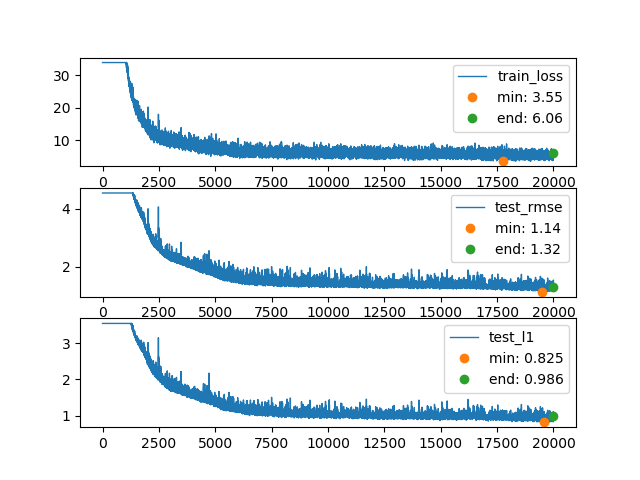 30
20
10
train_loss
min: 3.55
end: 6.06
0 2500 5000 7500 10000 12500 15000 17500 20000
4
2
test_rmse
min: 1.14
end: 1.32
0 2500 5000 7500 10000 12500 15000 17500 20000
3
2
1
test_l1
min: 0.825
end: 0.986
0 2500 5000 7500 10000 12500 15000 17500 20000